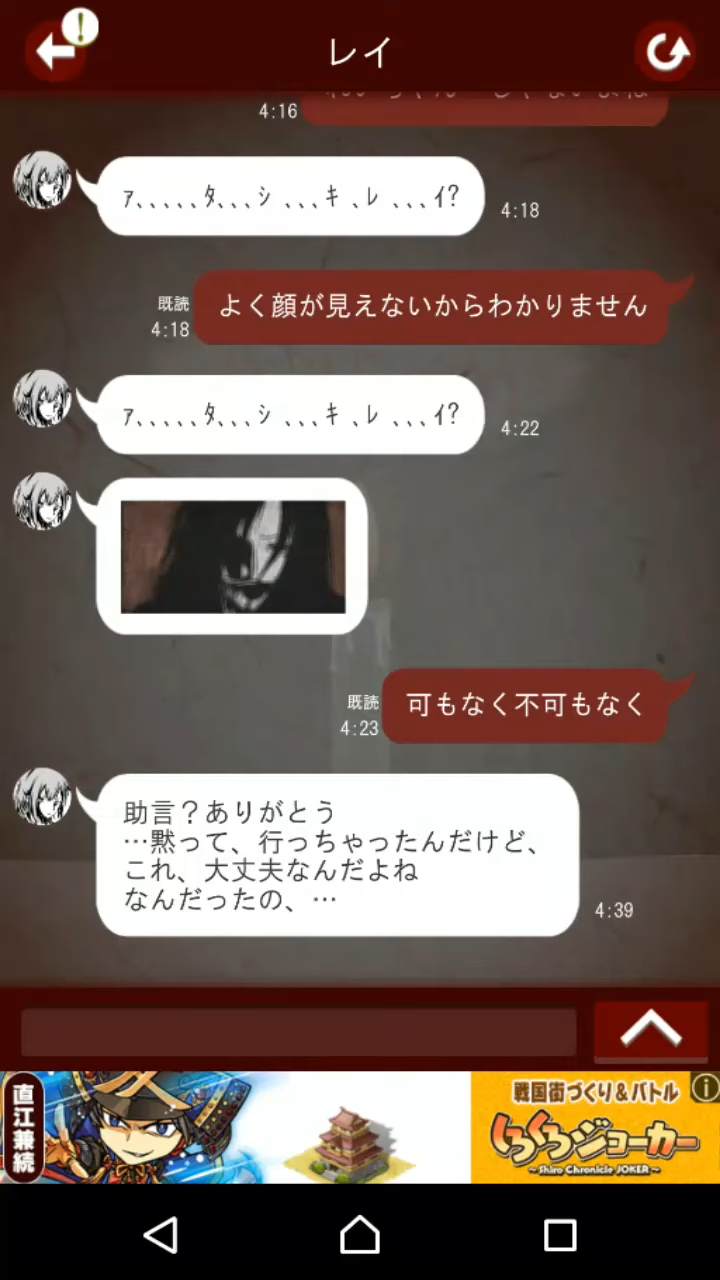 レイ
4:16
ｧ､､､､､ﾀ､､､ｼ ､､､ｷ ､ﾚ ､､､ｲ?
4:18
既読
4:18
よく顔が見えないからわかりません
ｧ､､､､､ﾀ､､､ｼ ､､､ｷ ､ﾚ ､､､ｲ?
4:22
既読
4:23
可もなく不可もなく
助言？ありがとう
…黙って、行っちゃったんだけど、
これ、大丈夫なんだよね
なんだったの、…
4:39
直江兼続
戦国街づくり＆バトル
しろくろジョーカー
～Shiro Chronicle JOKER～